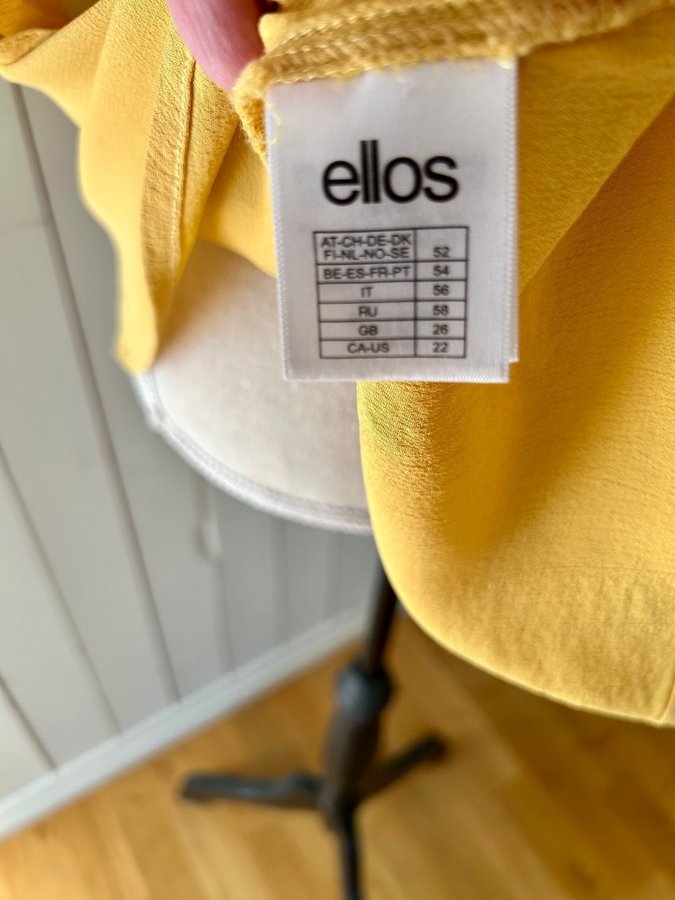 ellos
AT-CH-DE-DK
FI-NL-NO-SE 52
BE-ES-FR-PT 54
IT 56
RU 58
GB 26
CA-US 22